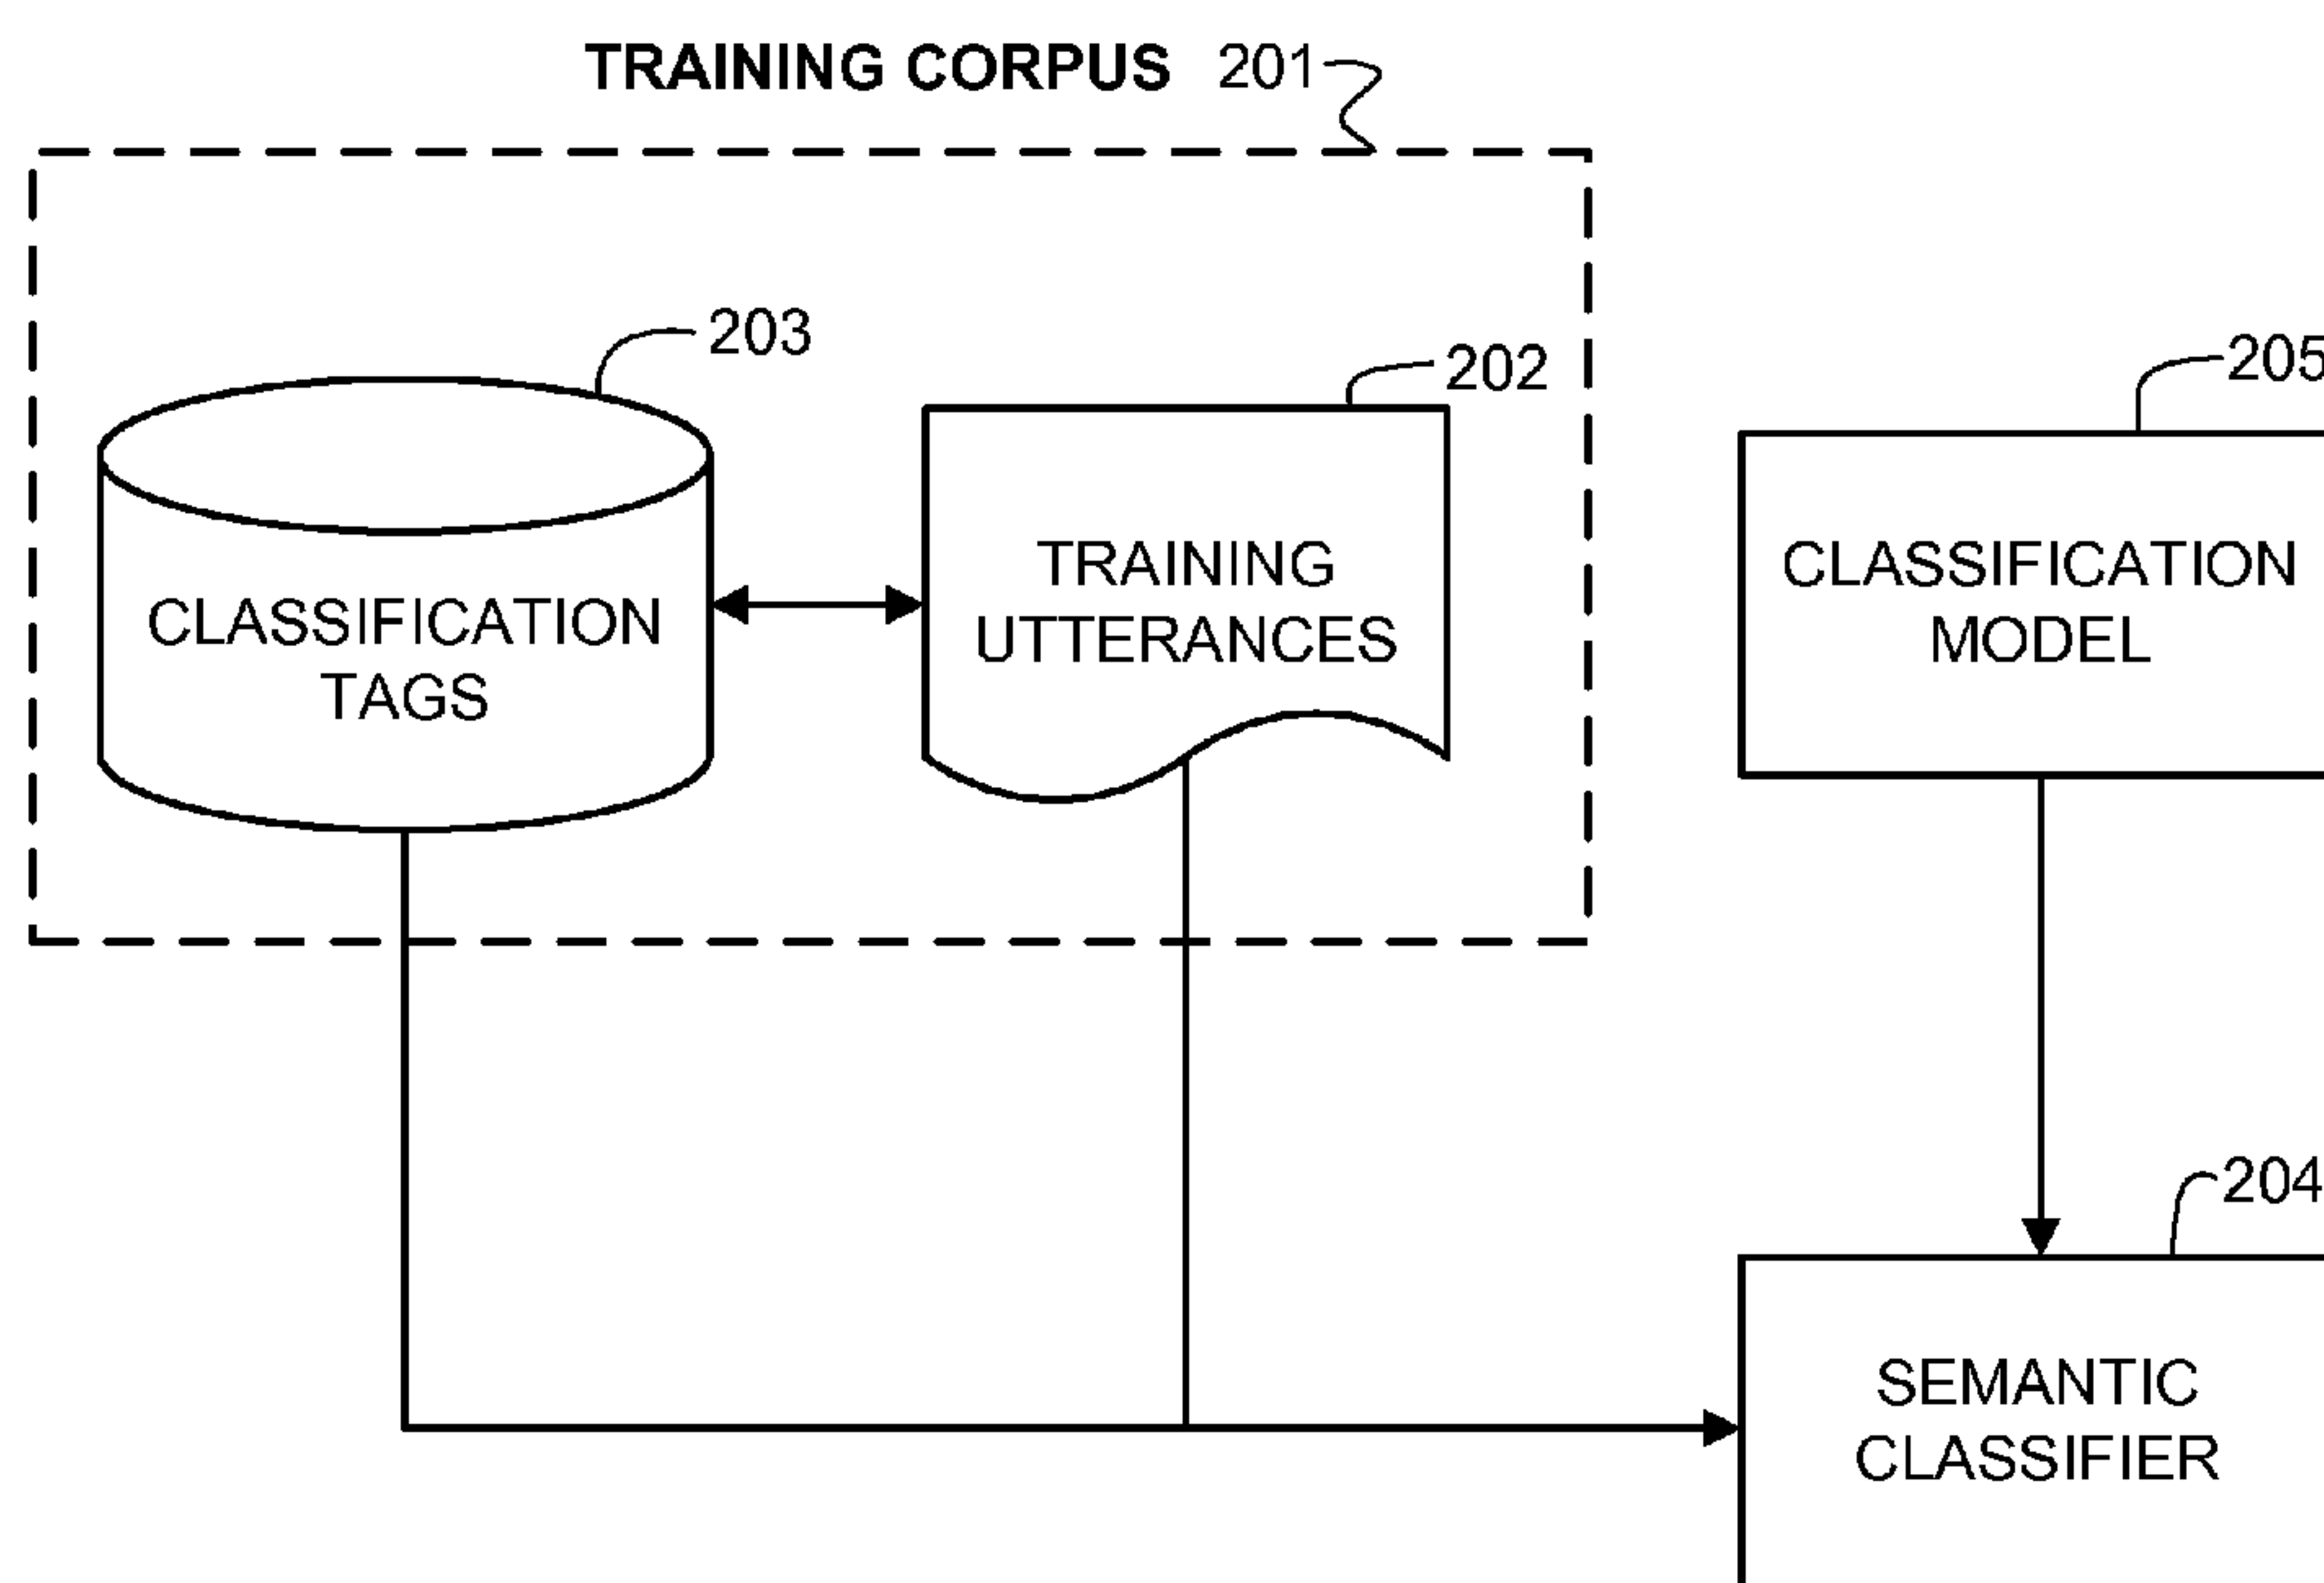 TRAINING CORPUS 201
203
202
205
CLASSIFICATION
TAGS
TRAINING
UTTERANCES
CLASSIFICATION
MODEL
204
SEMANTIC
CLASSIFIER